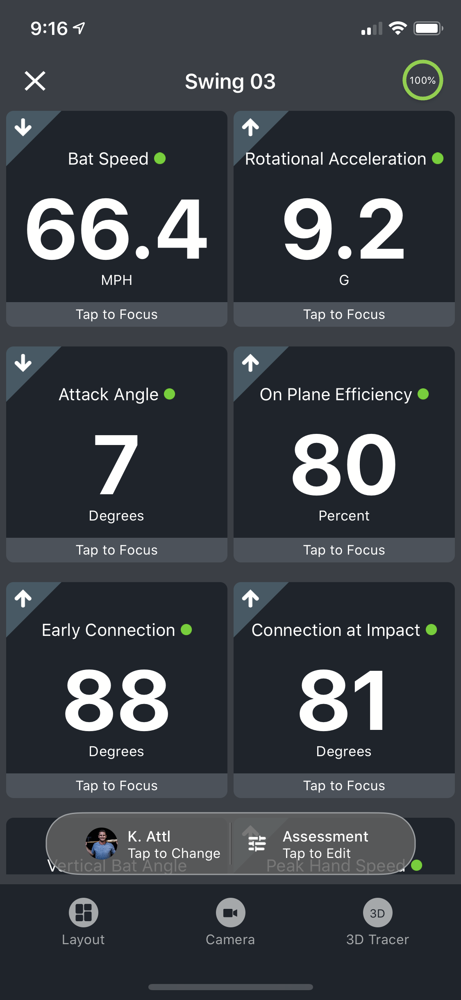 9:16
Swing 03
100%
Bat Speed
66.4
MPH
Tap to Focus
Rotational Acceleration
9.2
G
Tap to Focus
Attack Angle
7
Degrees
Tap to Focus
On Plane Efficiency
80
Percent
Tap to Focus
Early Connection
88
Degrees
Tap to Focus
Connection at Impact
81
Degrees
Tap to Focus
K. Attl
Tap to Change
Assessment
Tap to Edit
Vertical Bat Angle
Peak Hand Speed
Layout
Camera
3D
3D Tracer